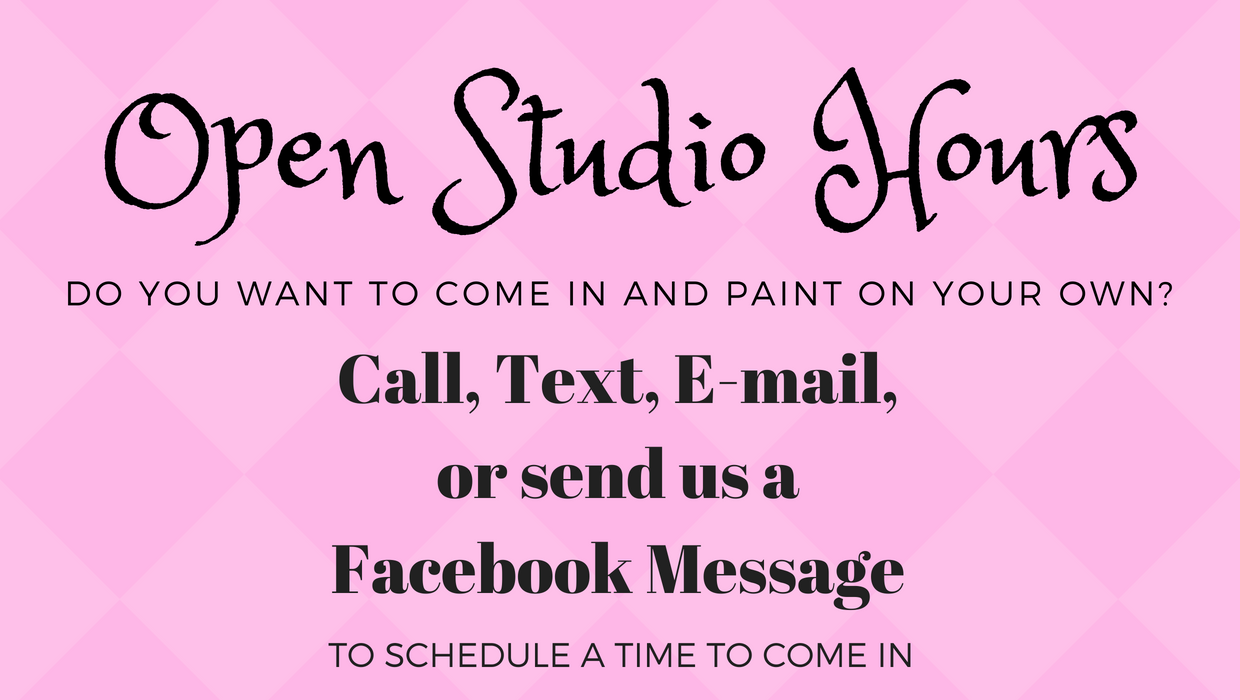 Open Studio Hours
DO YOU WANT TO COME IN AND PAINT ON YOUR OWN?
Call, Text, E-mail,
or send us a
Facebook Message
TO SCHEDULE A TIME TO COME IN